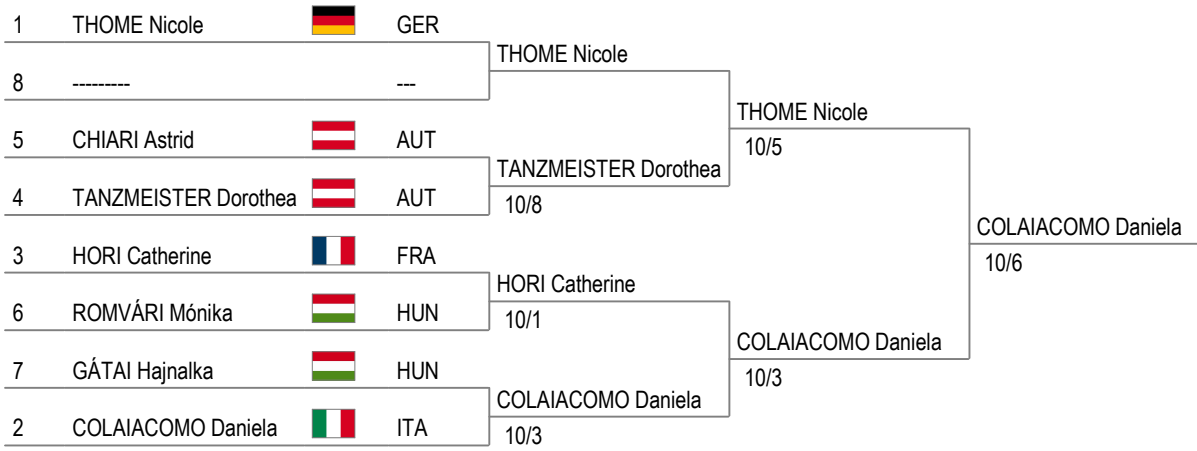 1 THOME Nicole GER
THOME Nicole
8 --------- ---
THOME Nicole
5 CHIARI Astrid AUT
10/5
TANZMEISTER Dorothea
4 TANZMEISTER Dorothea AUT
10/8
COLAIACOMO Daniela
3 HORI Catherine FRA
10/6
HORI Catherine
6 ROMVÁRI Mónika HUN
10/1
COLAIACOMO Daniela
7 GÁTAI Hajnalka HUN
10/3
COLAIACOMO Daniela
2 COLAIACOMO Daniela ITA
10/3